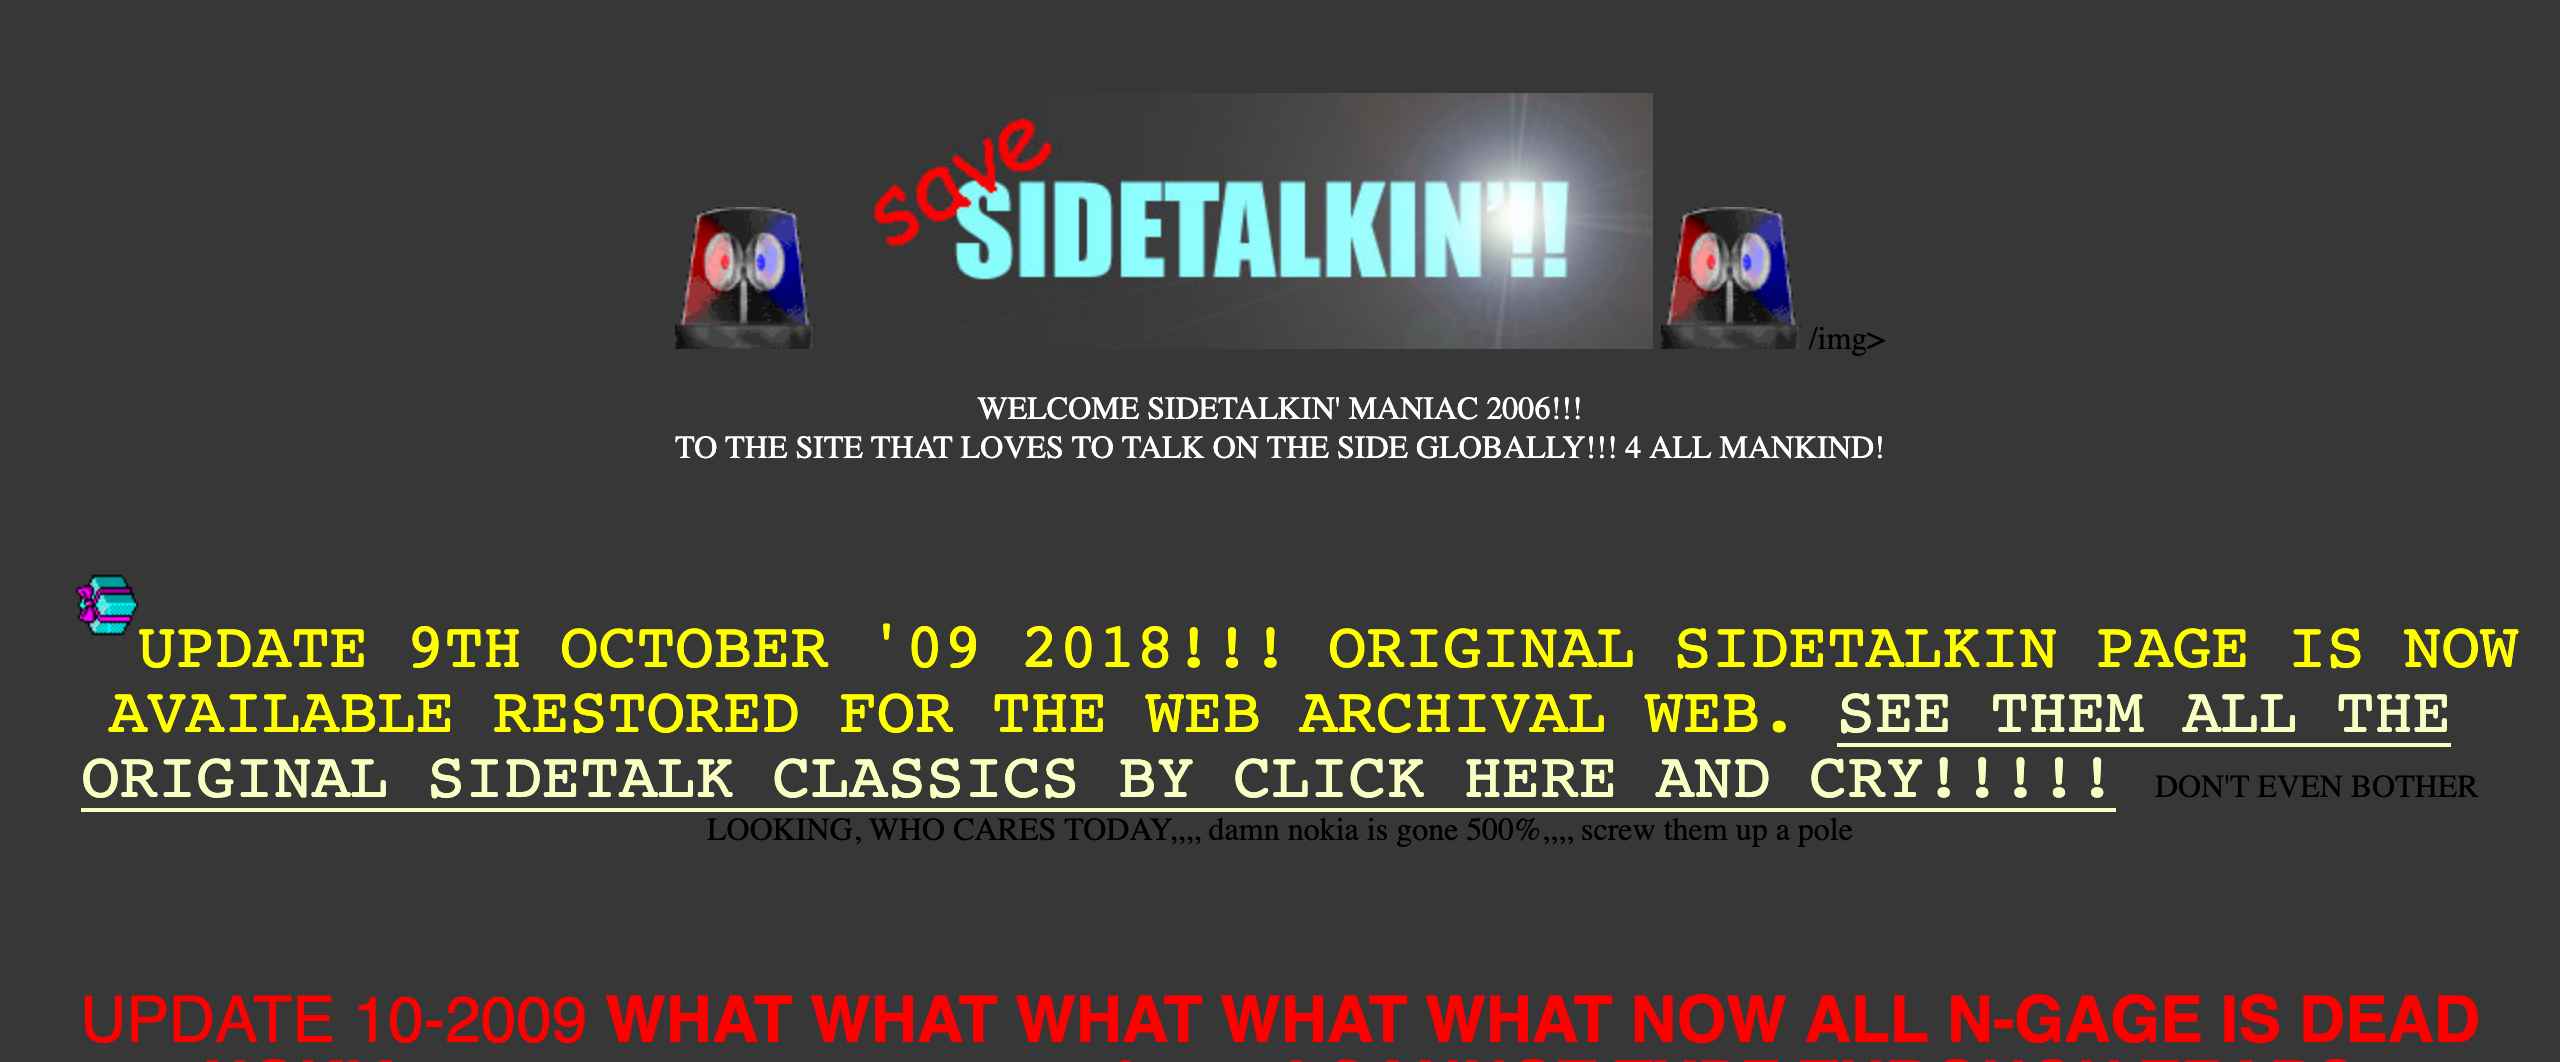 save
SIDETALKIN'!!
/img>
WELCOME SIDETALKIN' MANIAC 2006!!!
TO THE SITE THAT LOVES TO TALK ON THE SIDE GLOBALLY!!! 4 ALL MANKIND!
UPDATE 9TH OCTOBER '09 2018!!! ORIGINAL SIDETALKIN PAGE IS NOW
AVAILABLE RESTORED FOR THE WEB ARCHIVAL WEB. SEE THEM ALL THE
ORIGINAL SIDETALK CLASSICS BY CLICK HERE AND CRY!!!!! DON'T EVEN BOTHER
LOOKING, WHO CARES TODAY,,,, damn nokia is gone 500%,,,, screw them up a pole
UPDATE 10-2009 WHAT WHAT WHAT WHAT WHAT NOW ALL N-GAGE IS DEAD